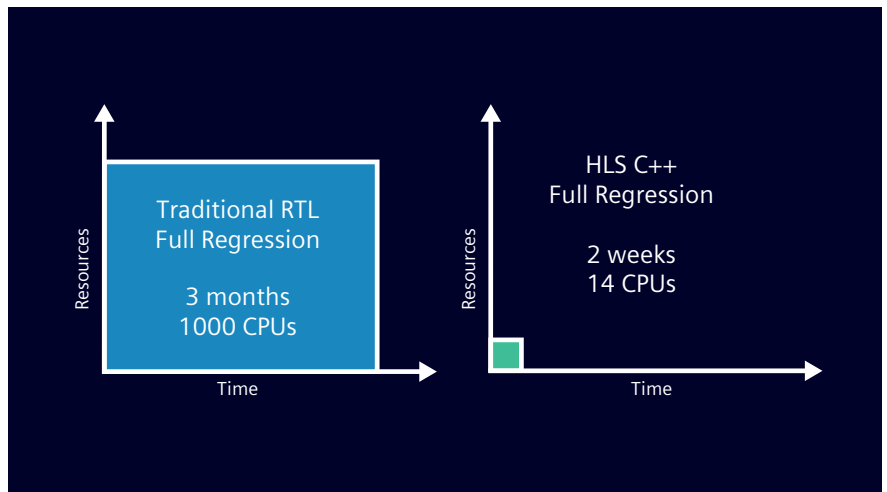 Resources
Traditional RTL
Full Regression
3 months
1000 CPUs
Time
Resources
HLS C++
Full Regression
2 weeks
14 CPUs
Time